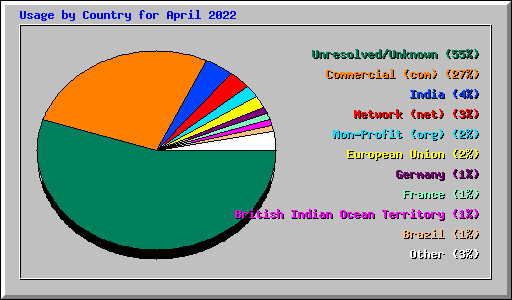 Usage by Country for April 2022
Unresolved/Unknown (55%)
Commercial (com) (27%)
India (4%)
Network (net) (3%)
Non-Profit (org) (2%)
European Union (2%)
Germany (1%)
France (1%)
British Indian Ocean Territory (1%)
Brazil (1%)
Other (3%)